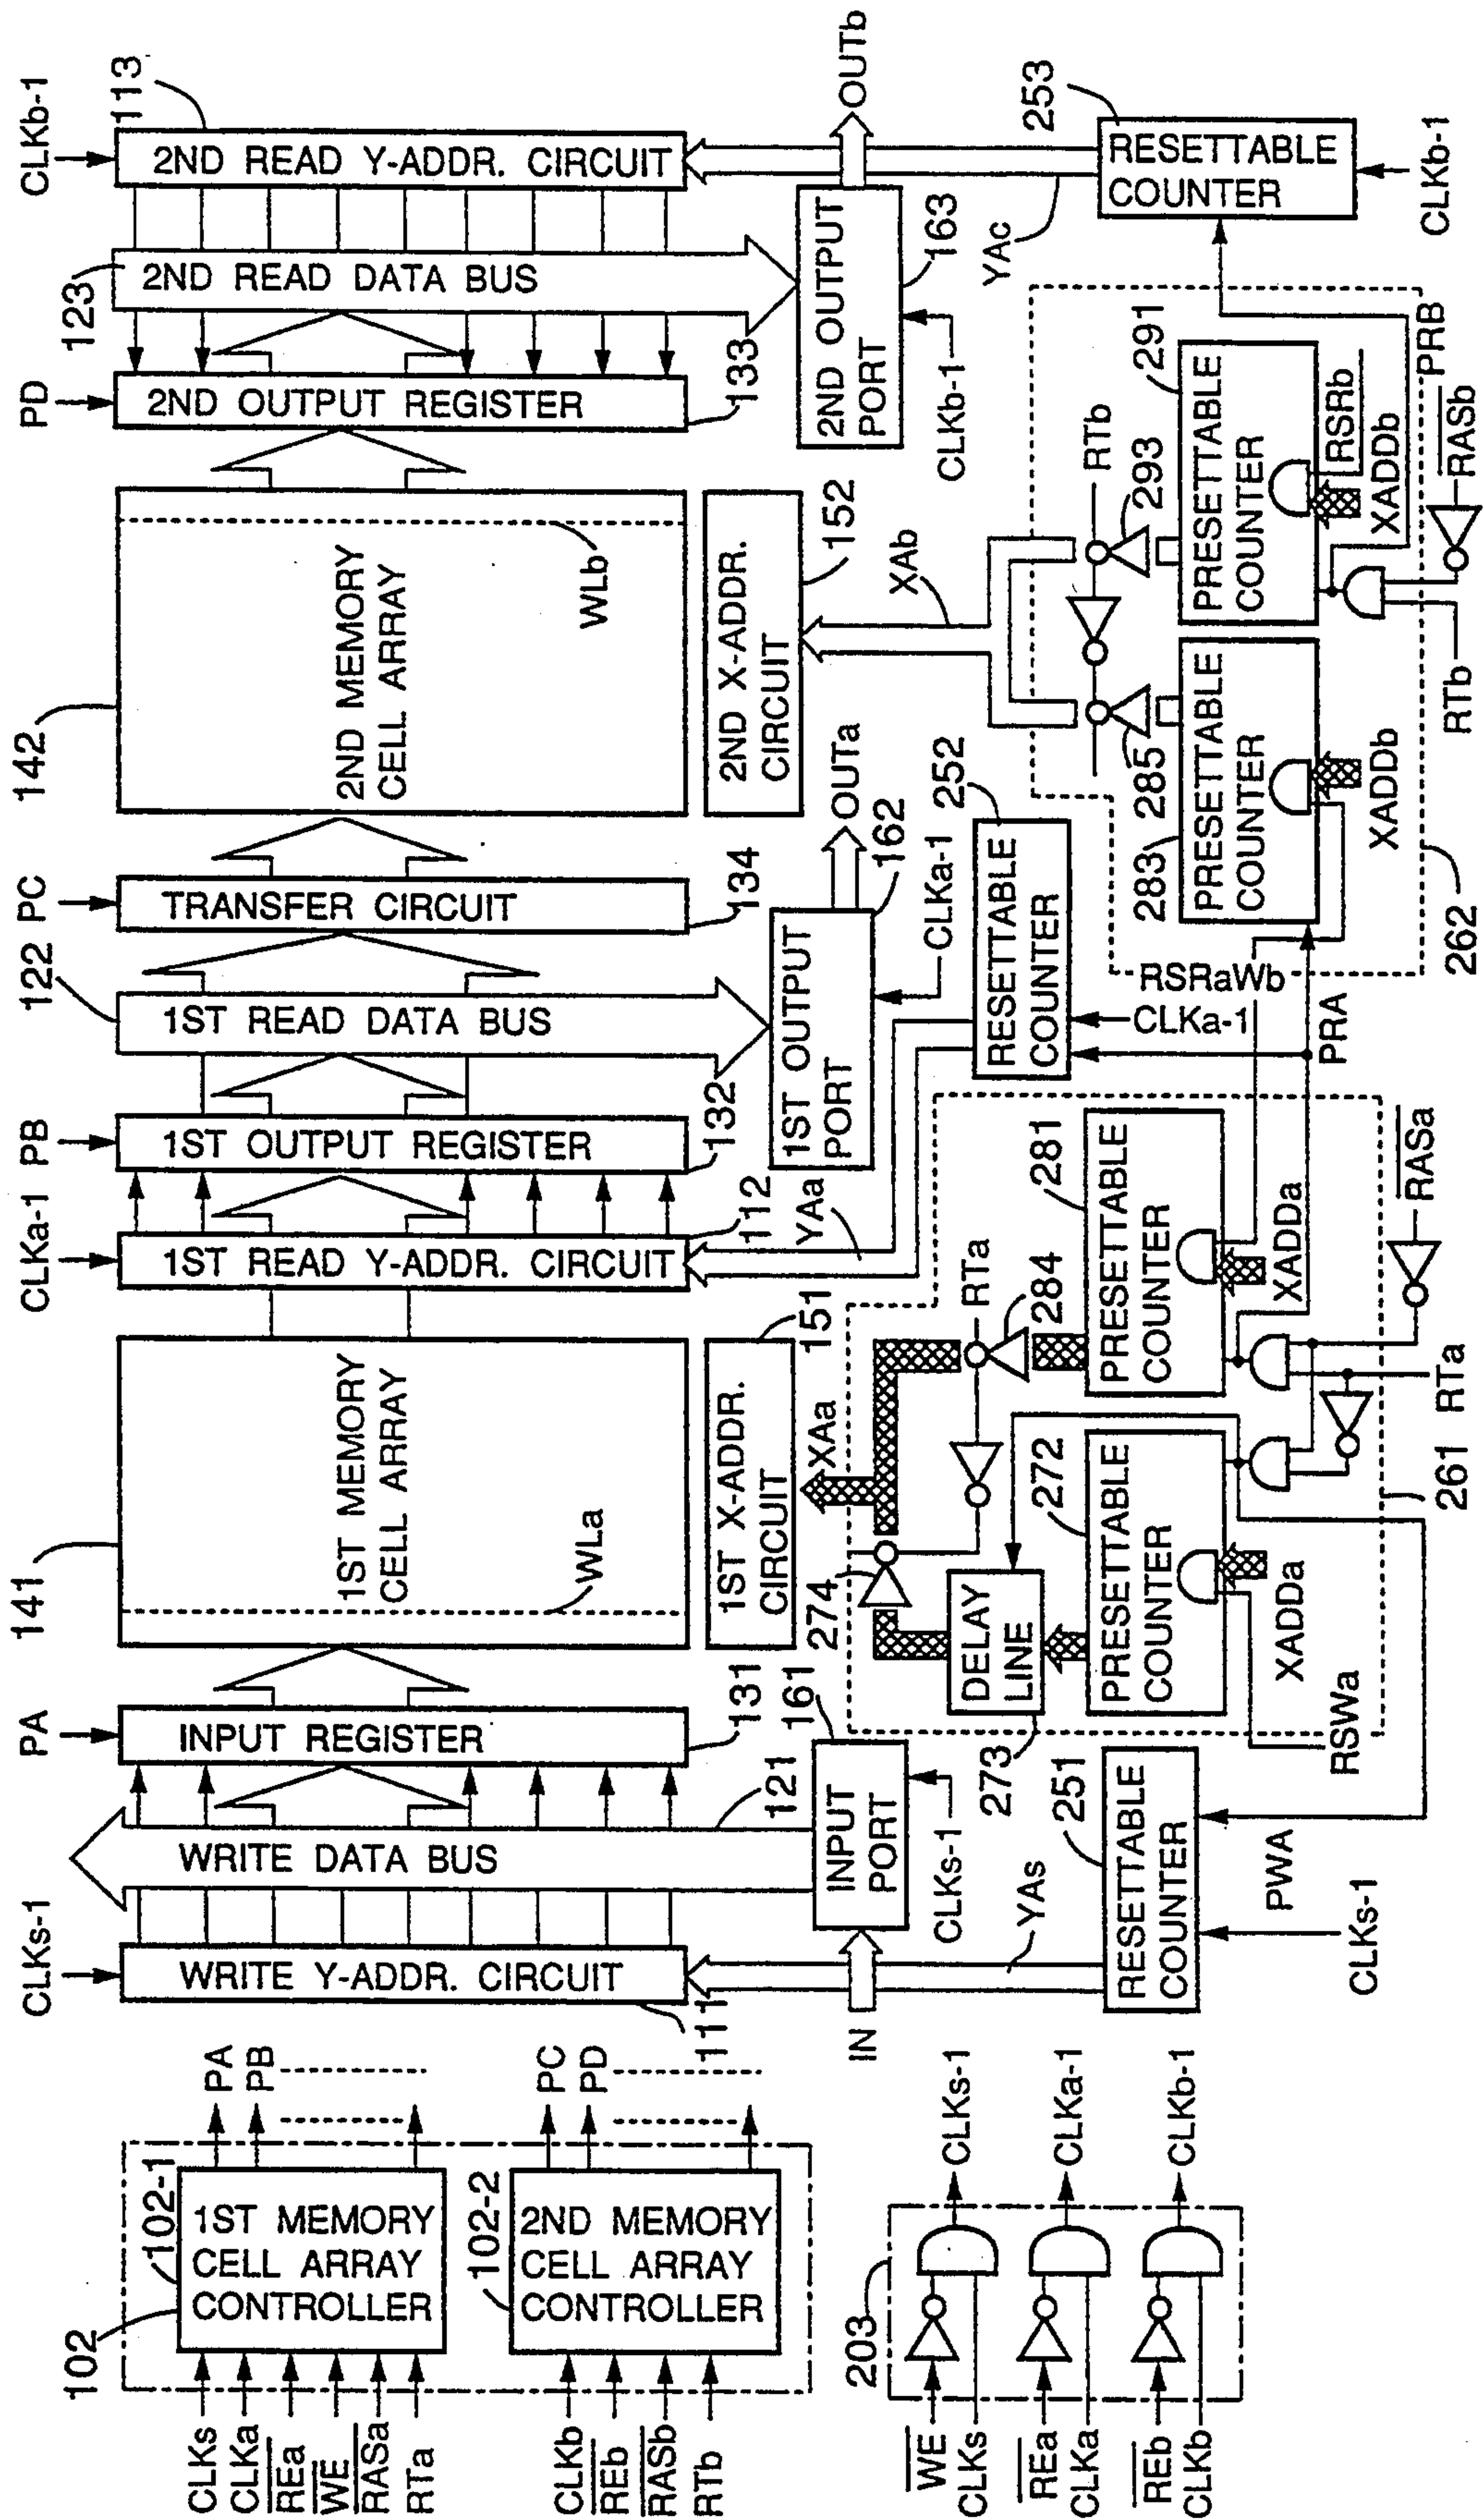 CLKs
CLKa
REa
WE
RASa
RTa
102
102-1
1ST MEMORY
CELL ARRAY
CONTROLLER
PA
PB
CLKb
REb
RASb
RTb
102-2
2ND MEMORY
CELL ARRAY
CONTROLLER
PC
PD
203
WE
CLKs
CLKs-1
REa
CLKa
CLKa-1
REb
CLKb
CLKb-1
CLKs-1
WRITE Y-ADDR. CIRCUIT
111
WRITE DATA BUS
121
PA
INPUT REGISTER
131
141
1ST MEMORY
CELL ARRAY
WLa
CLKa-1
1ST READ Y-ADDR. CIRCUIT
112
PB
1ST OUTPUT REGISTER
132
122
1ST READ DATA BUS
PC
TRANSFER CIRCUIT
134
142
2ND MEMORY
CELL ARRAY
WLb
PD
2ND OUTPUT REGISTER
133
123
2ND READ DATA BUS
CLKb-1
113
2ND READ Y-ADDR. CIRCUIT
IN
INPUT
PORT
161
CLKs-1
YAs
1ST X-ADDR.
CIRCUIT
151
XAa
YAa
1ST OUTPUT
PORT
162
OUTa
CLKa-1
2ND X-ADDR.
CIRCUIT
152
XAb
2ND OUTPUT
PORT
163
OUTb
CLKb-1
YAc
RESETTABLE
COUNTER
251
CLKs-1
PWA
273
DELAY
LINE
274
PRESETTABLE
COUNTER
272
XADDa
RSWa
RTa
284
PRESETTABLE
COUNTER
281
XADDa
261
RTa
RASa
RESETTABLE
COUNTER
252
CLKa-1
RSRaWb
PRA
283
PRESETTABLE
COUNTER
285
XADDb
262
RTb
293
PRESETTABLE
COUNTER
291
RSRb
XADDb
PRB
RTb
RASb
RESETTABLE
COUNTER
253
CLKb-1